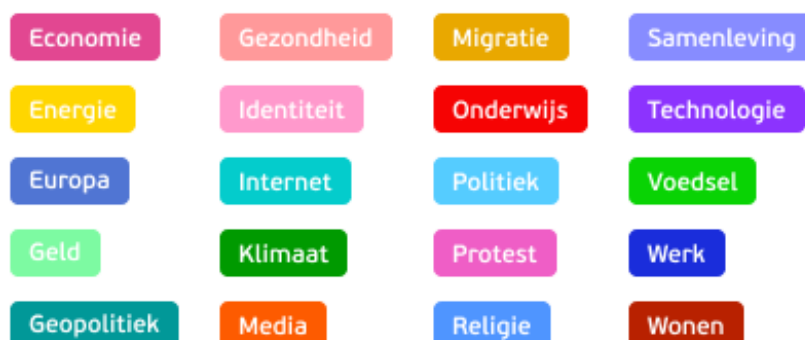 Economie
Gezondheid
Migratie
Samenleving
Energie
Identiteit
Onderwijs
Technologie
Europa
Internet
Politiek
Voedsel
Geld
Klimaat
Protest
Werk
Geopolitiek
Media
Religie
Wonen